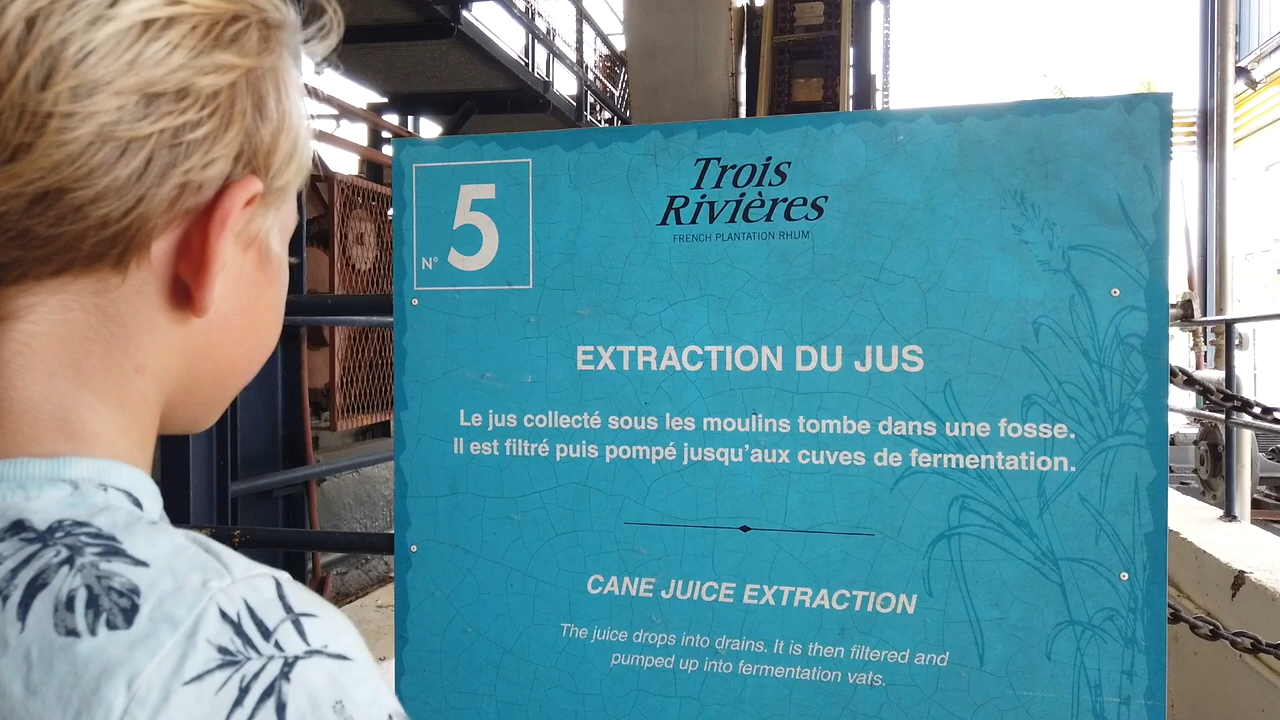 N° 5
Trois
Rivières
FRENCH PLANTATION RHUM
EXTRACTION DU JUS
Le jus collecté sous les moulins tombe dans une fosse.
Il est filtré puis pompé jusqu'aux cuves de fermentation.
CANE JUICE EXTRACTION
The juice drops into drains. It is then filtered and
pumped up into fermentation vats.